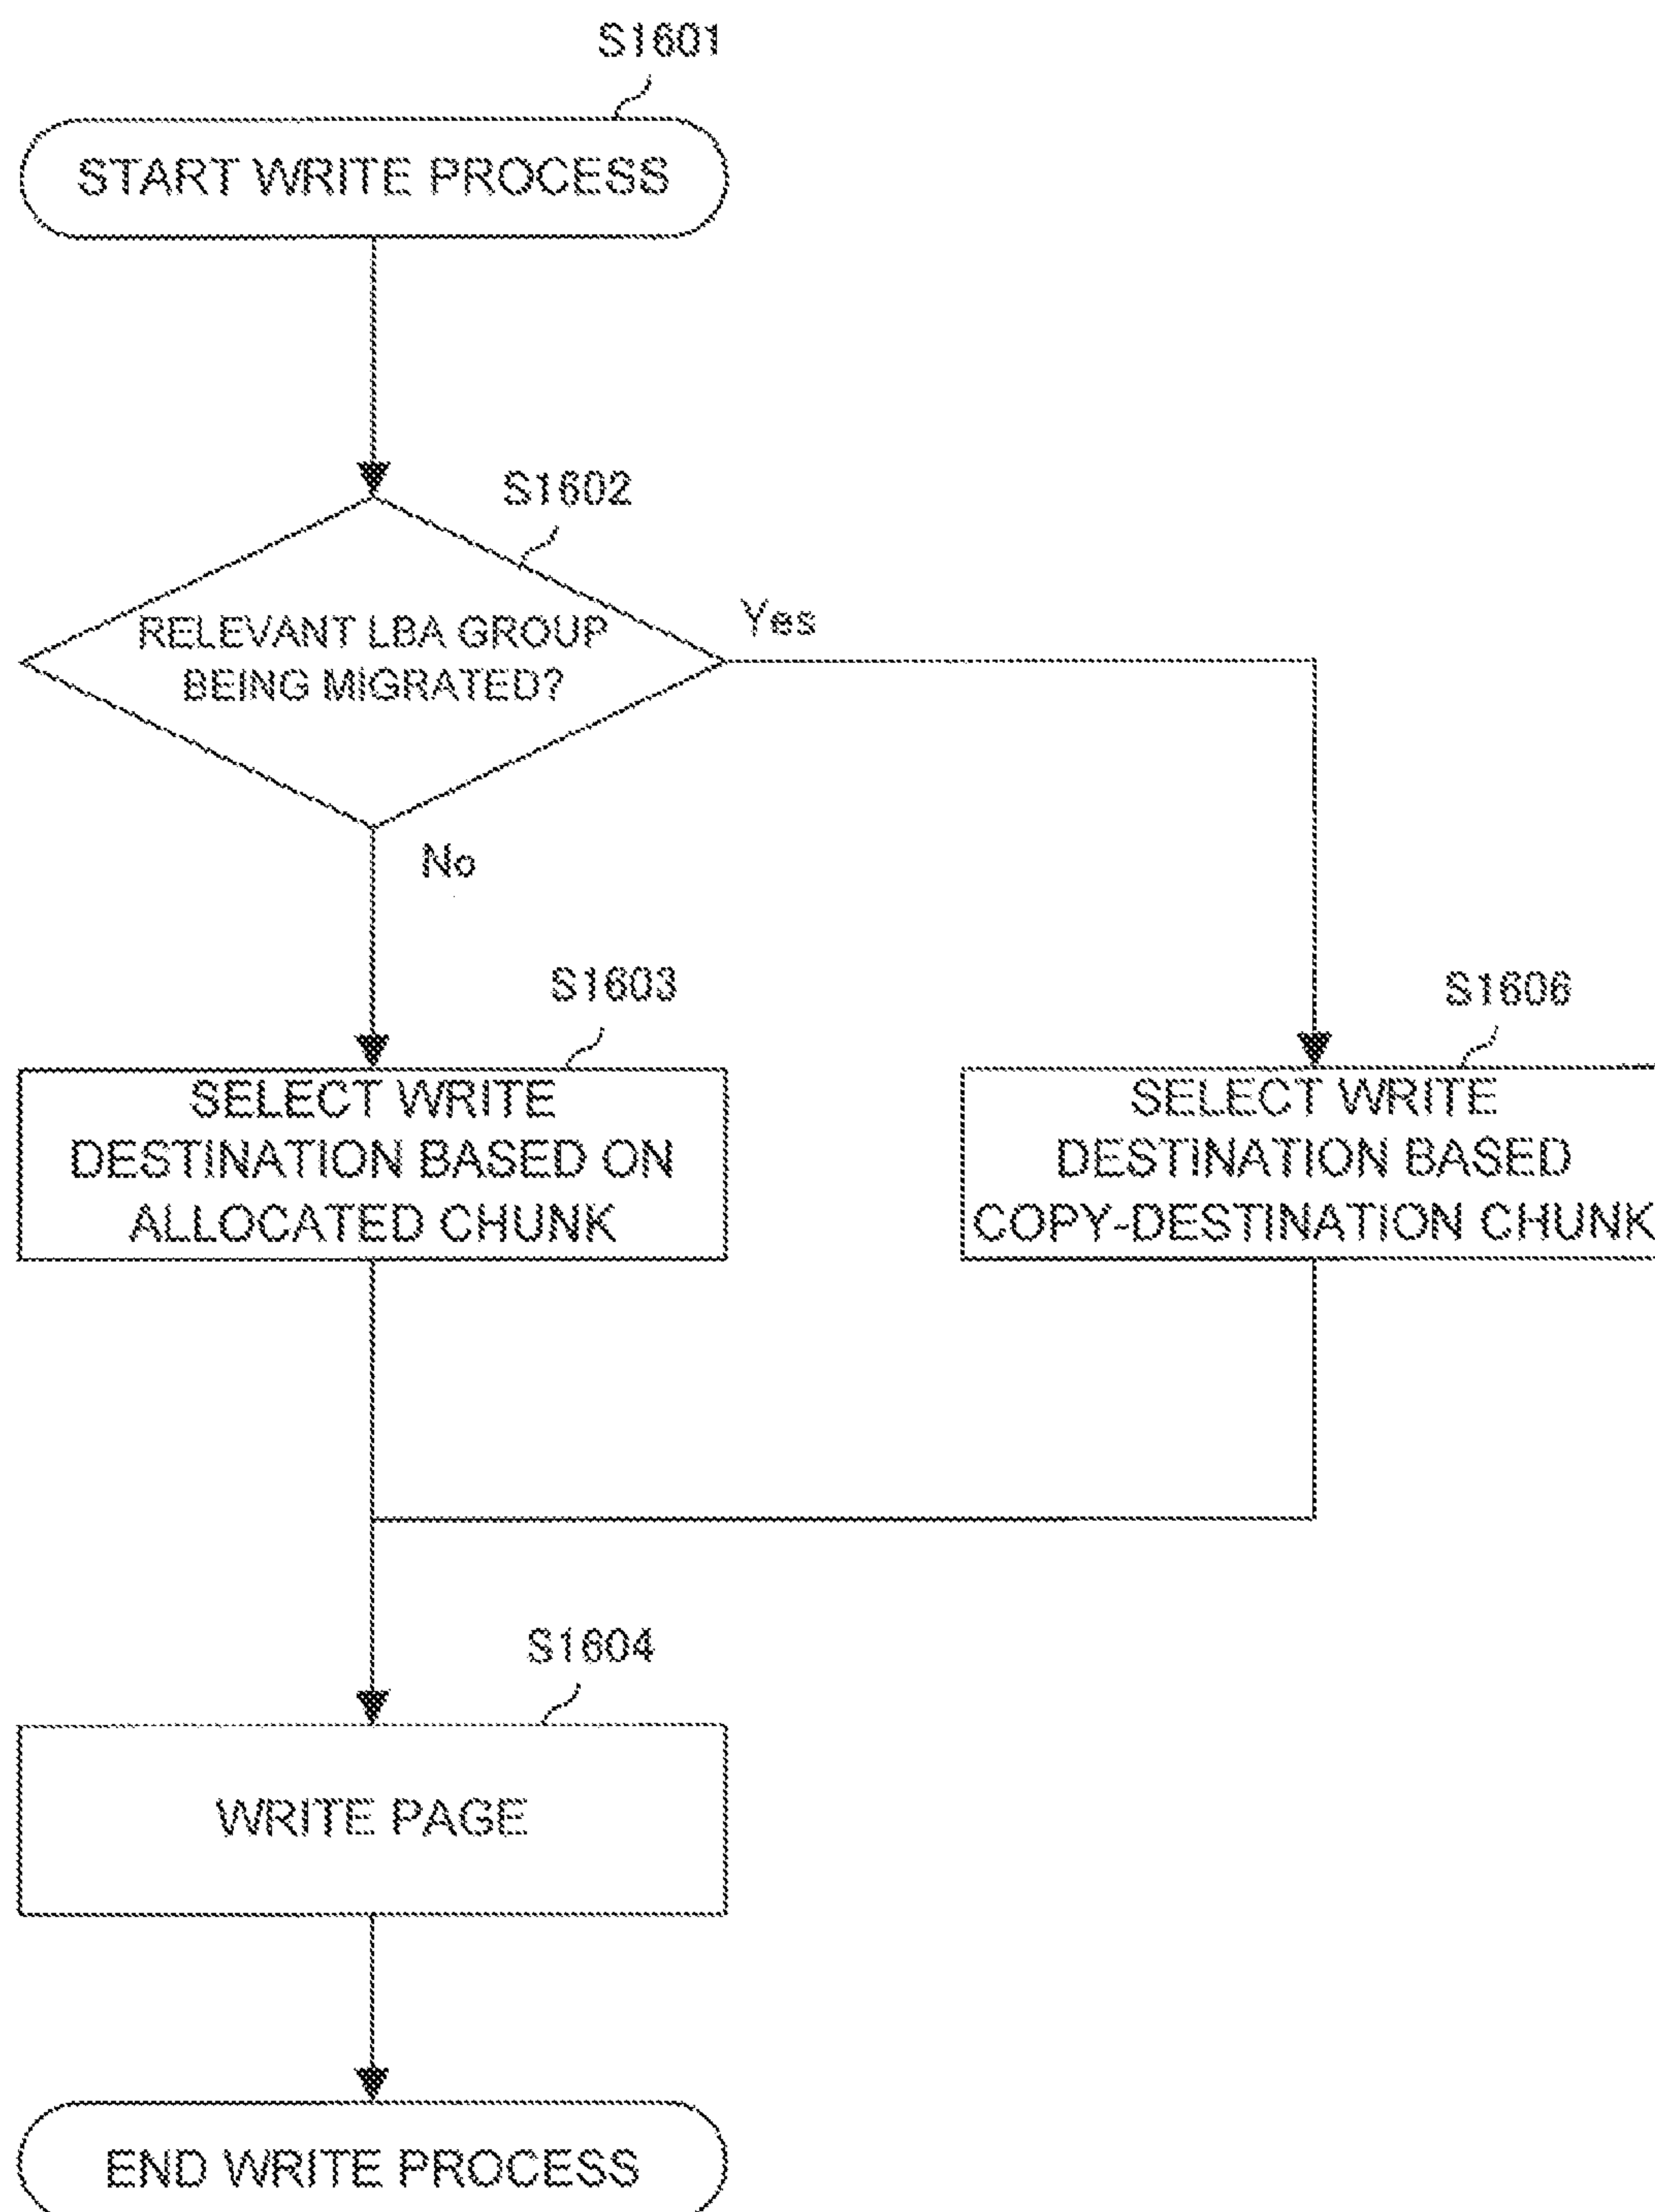 S1601
START WRITE PROCESS
S1602
RELEVANT LBA GROUP
BEING MIGRATED?
Yes
No
S1603
SELECT WRITE
DESTINATION BASED ON
ALLOCATED CHUNK
S1606
SELECT WRITE
DESTINATION BASED
COPY-DESTINATION CHUNK
S1604
WRITE PAGE
END WRITE PROCESS